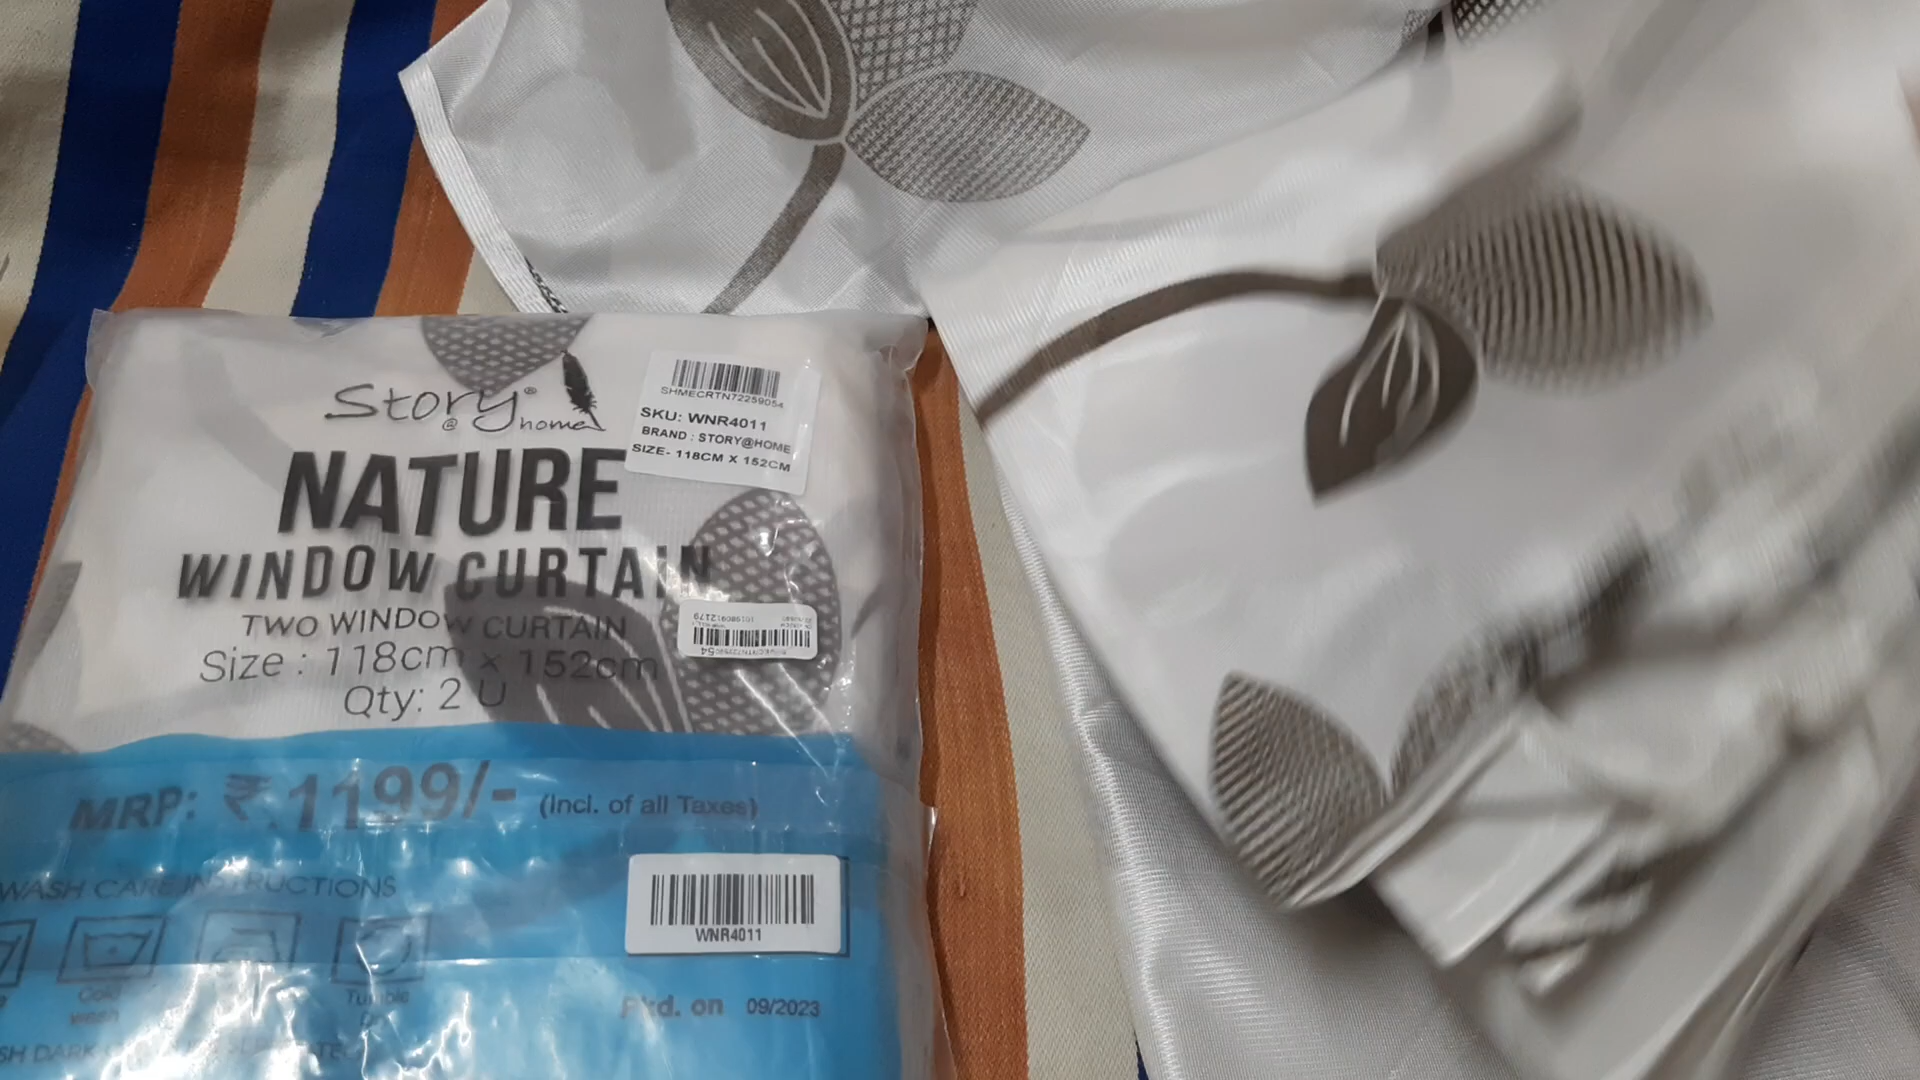 Story®
@home
SHMECRTN72259054
SKU: WNR4011
BRAND : STORY@HOME
SIZE- 118CM X 152CM
NATURE
WINDOW CURTAIN
TWO WINDOW CURTAIN
Size : 118cm x 152cm
Qty: 2 U
101980912179
MRP: ₹ 1199/- (Incl. of all Taxes)
WASH CARE INSTRUCTIONS
WNR4011
Cold
wash
Tumble
Pkd. on 09/2023